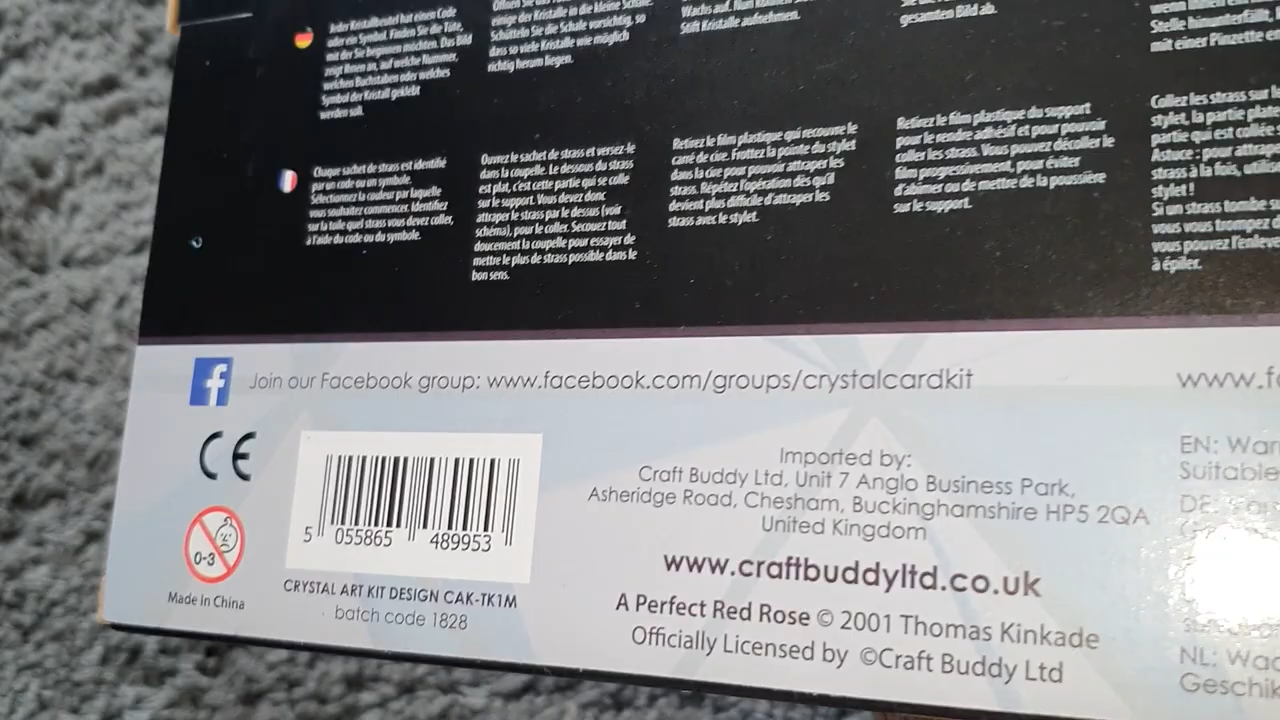 Jeder Kristallbeutel hat einen Code
oder ein Symbol. Finden Sie die Tüte,
mit der Sie beginnen möchten. Das Bild
zeigt Ihnen an, auf welche Nummer,
welchen Buchstaben oder welches
Symbol der Kristall geklebt
werden soll.
einige der Kristalle in die kleine Schale.
Schütteln Sie die Schale vorsichtig, so
dass so viele Kristalle wie möglich
richtig herum liegen.
Wachs auf. Nun können
Stift Kristalle aufnehmen.
gesamten Bild ab.
Stelle hinunterfällt,
mit einer Pinzette
Chaque sachet de strass est identifié
par un code ou un symbole.
Sélectionnez la couleur par laquelle
vous souhaitez commencer. Identifiez
sur la toile quel strass vous devez coller,
à l'aide du code ou du symbole.
Ouvrez le sachet de strass et versez-le
dans la coupelle. Le dessous du strass
est plat, c'est cette partie qui se colle
sur le support. Vous devez donc
attraper le strass par le dessus (voir
schéma), pour le coller. Secouez tout
doucement la coupelle pour essayer de
mettre le plus de strass possible dans le
bon sens.
Retirez le film plastique qui recouvre le
carré de cire. Frottez la pointe du stylet
dans la cire pour pouvoir attraper les
strass. Répétez l'opération dès qu'il
devient plus difficile d'attraper les
strass avec le stylet.
Retirez le film plastique du support
pour le rendre adhésif et pour pouvoir
coller les strass. Vous pouvez décoller le
film progressivement, pour éviter
d'abîmer ou de mettre de la poussière
sur le support.
Collez les strass sur
stylet, la partie plate
partie qui est collée
Astuce : pour attraper
strass à la fois,
stylet !
Si un strass tombe
vous vous trompez
vous pouvez l'enlever
à épiler.
f Join our Facebook group: www.facebook.com/groups/crystalcardkit
CE
0-3
Made in China
5 055865 489953
CRYSTAL ART KIT DESIGN CAK-TK1M
batch code 1828
Imported by:
Craft Buddy Ltd, Unit 7 Anglo Business Park,
Asheridge Road, Chesham, Buckinghamshire HP5 2QA
United Kingdom
www.craftbuddyltd.co.uk
A Perfect Red Rose © 2001 Thomas Kinkade
Officially Licensed by ©Craft Buddy Ltd
www.f
EN: War
Suitable
DE:
NL: Waa
Geschik